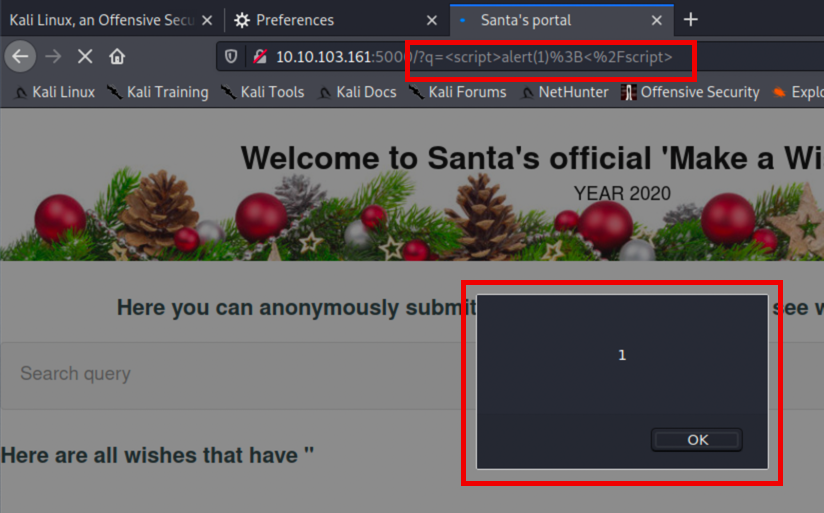 Kali Linux, an Offensive Secu
Preferences
Santa's portal
10.10.103.161:5000/?q=<script>alert(1)%3B<%2Fscript>
Kali Linux
Kali Training
Kali Tools
Kali Docs
Kali Forums
NetHunter
Offensive Security
Explo
Welcome to Santa's official 'Make a Wi
YEAR 2020
Here you can anonymously submit
see w
1
Search query
OK
Here are all wishes that have "